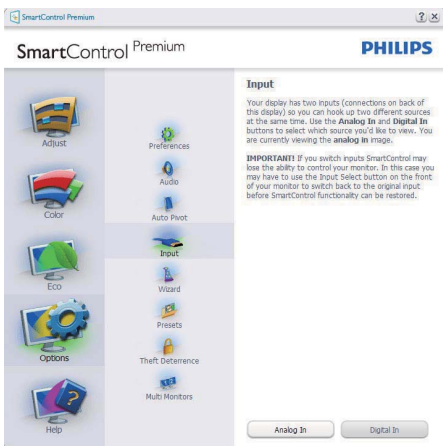 SmartControl Premium
SmartControl Premium
PHILIPS
Adjust
Color
Eco
Options
Help
Preferences
Audio
Auto Pivot
Input
Wizard
Presets
Theft Deterrence
Multi Monitors
Input
Your display has two inputs (connections on back of
this display) so you can hook up two different sources
at the same time. Use the Analog In and Digital In
buttons to select which source you'd like to view. You
are currently viewing the analog in image.
IMPORTANT! If you switch inputs SmartControl may
lose the ability to control your monitor. In this case you
may have to use the Input Select button on the front
of your monitor to switch back to the original input
before SmartControl functionality can be restored.
Analog In
Digital In